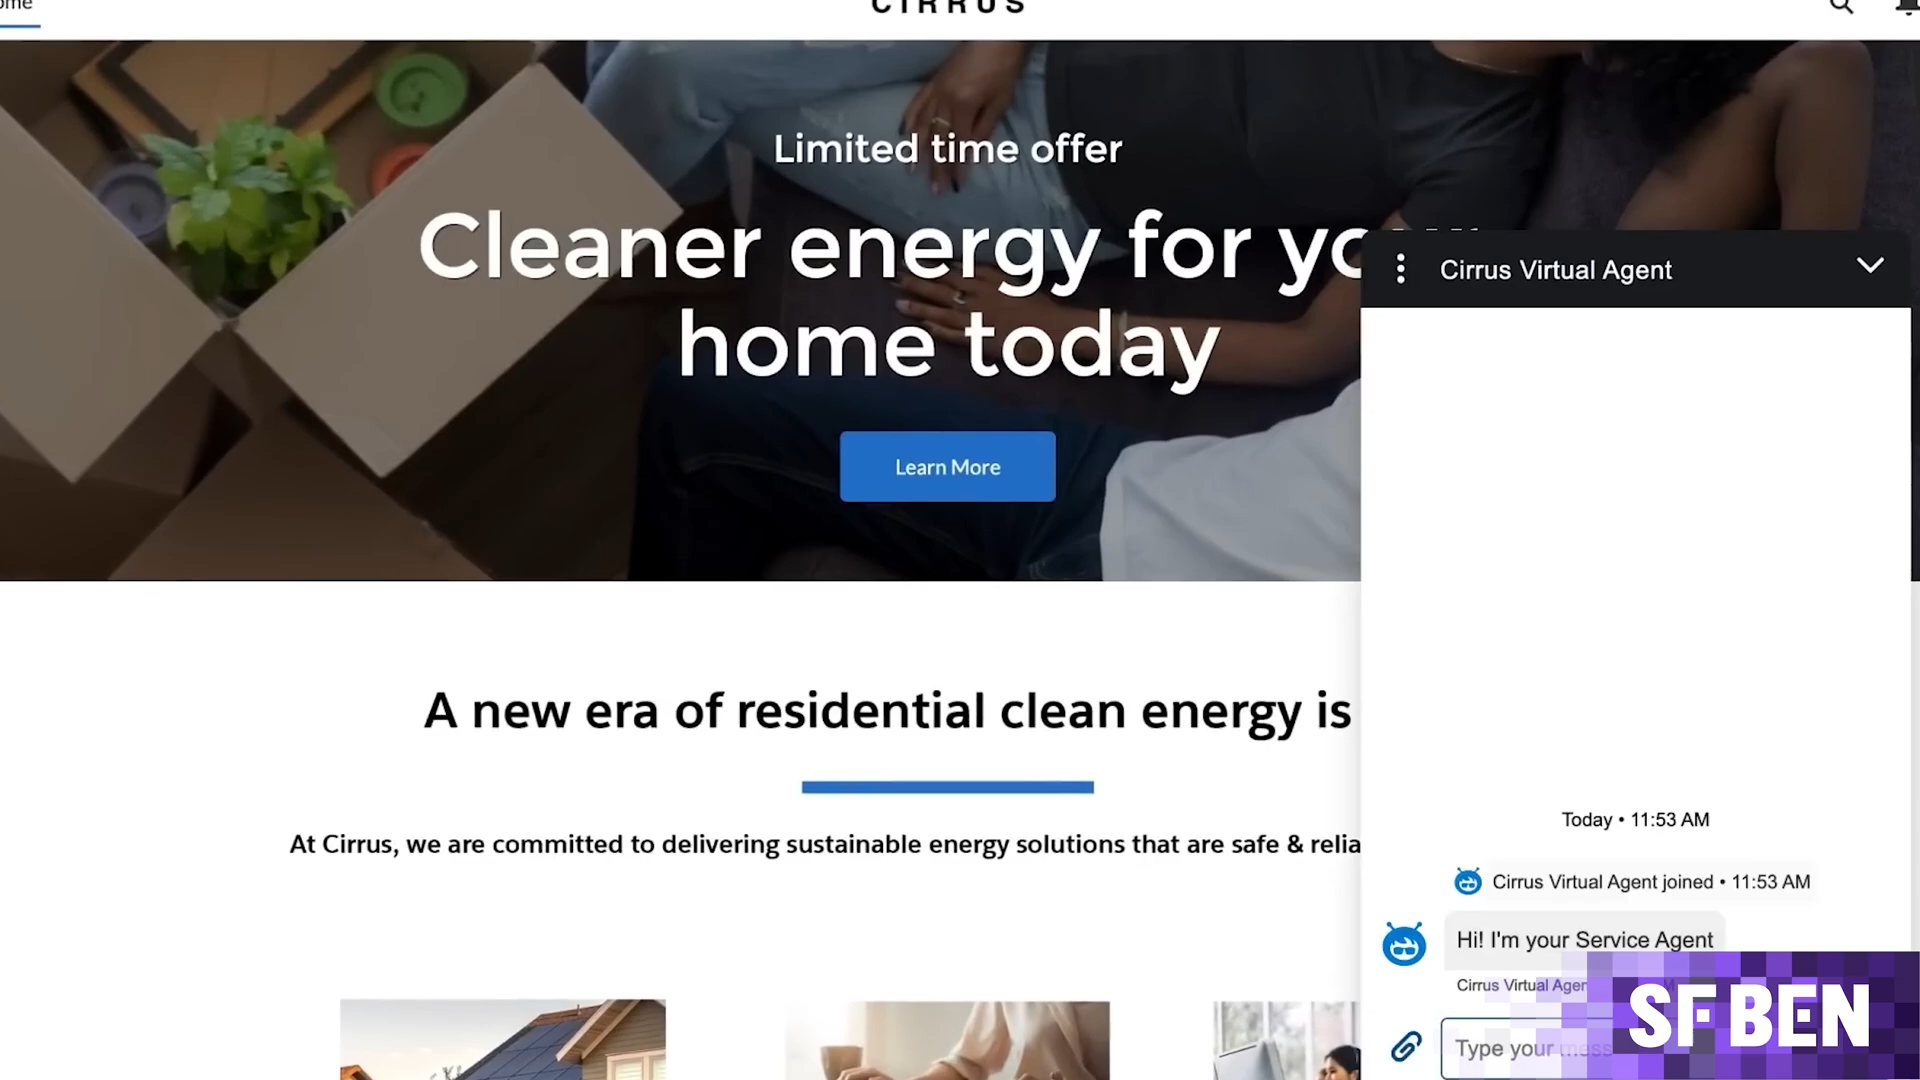 CIRRUS
Limited time offer
Cleaner energy for
home today
Learn More
A new era of residential clean energy is
At Cirrus, we are committed to delivering sustainable energy solutions that are safe &
Cirrus Virtual Agent
Today • 11:53 AM
Cirrus Virtual Agent joined • 11:53 AM
Hi! I'm your Service Agent
Cirrus Virtual
Type your
SF BEN